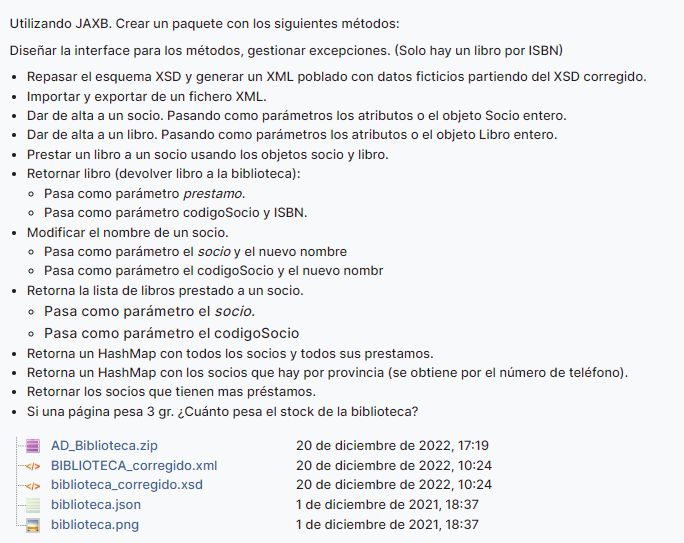 Utilizando JAXB. Crear un paquete con los siguientes métodos:
Diseñar la interface para los métodos, gestionar excepciones. (Solo hay un libro por ISBN)
• Repasar el esquema XSD y generar un XML poblado con datos ficticios partiendo del XSD corregido.
• Importar y exportar de un fichero XML.
• Dar de alta a un socio. Pasando como parámetros los atributos o el objeto Socio entero.
• Dar de alta a un libro. Pasando como parámetros los atributos o el objeto Libro entero.
• Prestar un libro a un socio usando los objetos socio y libro.
• Retornar libro (devolver libro a la biblioteca):
◦ Pasa como parámetro prestamo.
◦ Pasa como parámetro codigoSocio y ISBN.
• Modificar el nombre de un socio.
◦ Pasa como parámetro el socio y el nuevo nombre
◦ Pasa como parámetro el codigoSocio y el nuevo nombr
• Retorna la lista de libros prestado a un socio.
◦ Pasa como parámetro el socio.
◦ Pasa como parámetro el codigoSocio
• Retorna un HashMap con todos los socios y todos sus prestamos.
• Retorna un HashMap con los socios que hay por provincia (se obtiene por el número de teléfono).
• Retornar los socios que tienen mas préstamos.
• Si una página pesa 3 gr. ¿Cuánto pesa el stock de la biblioteca?
AD_Biblioteca.zip 20 de diciembre de 2022, 17:19
BIBLIOTECA_corregido.xml 20 de diciembre de 2022, 10:24
biblioteca_corregido.xsd 20 de diciembre de 2022, 10:24
biblioteca.json 1 de diciembre de 2021, 18:37
biblioteca.png 1 de diciembre de 2021, 18:37